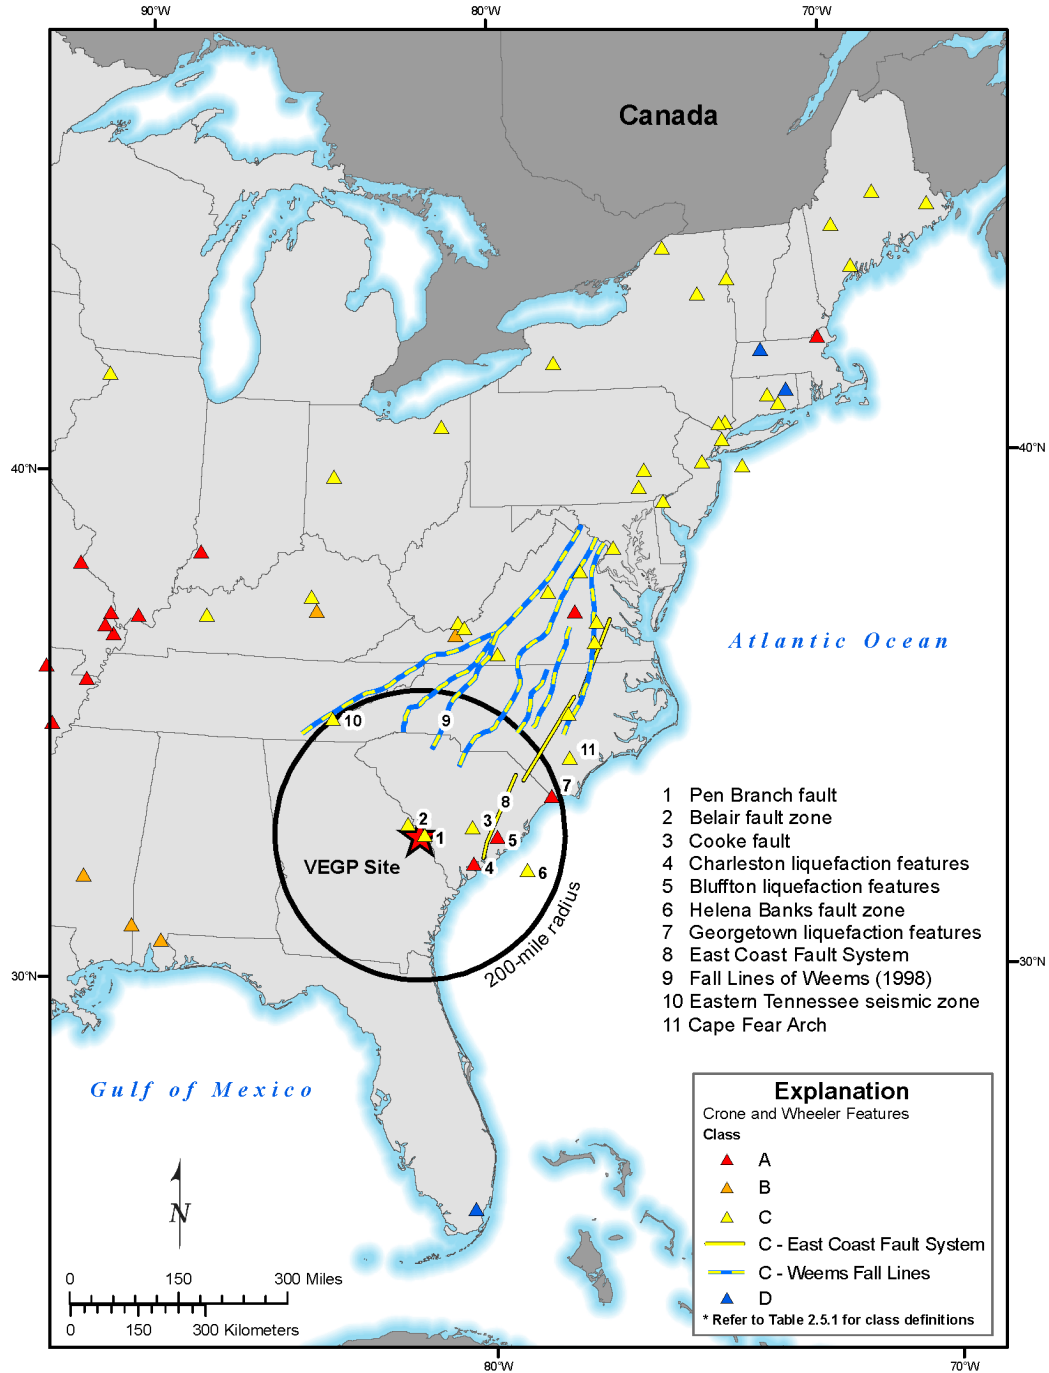 90°W 80°W 70°W
Canada
40°N 40°N
Atlantic Ocean
10 9
11
7
8
2 3
1 5
VEGP Site 4 6
200-mile radius
1 Pen Branch fault
2 Belair fault zone
3 Cooke fault
4 Charleston liquefaction features
5 Bluffton liquefaction features
6 Helena Banks fault zone
7 Georgetown liquefaction features
8 East Coast Fault System
9 Fall Lines of Weems (1998)
10 Eastern Tennessee seismic zone
11 Cape Fear Arch
30°N 30°N
Gulf of Mexico
N
0 150 300 Miles
0 150 300 Kilometers
Explanation
Crone and Wheeler Features
Class
A
B
C
C - East Coast Fault System
C - Weems Fall Lines
D
* Refer to Table 2.5.1 for class definitions
80°W 70°W